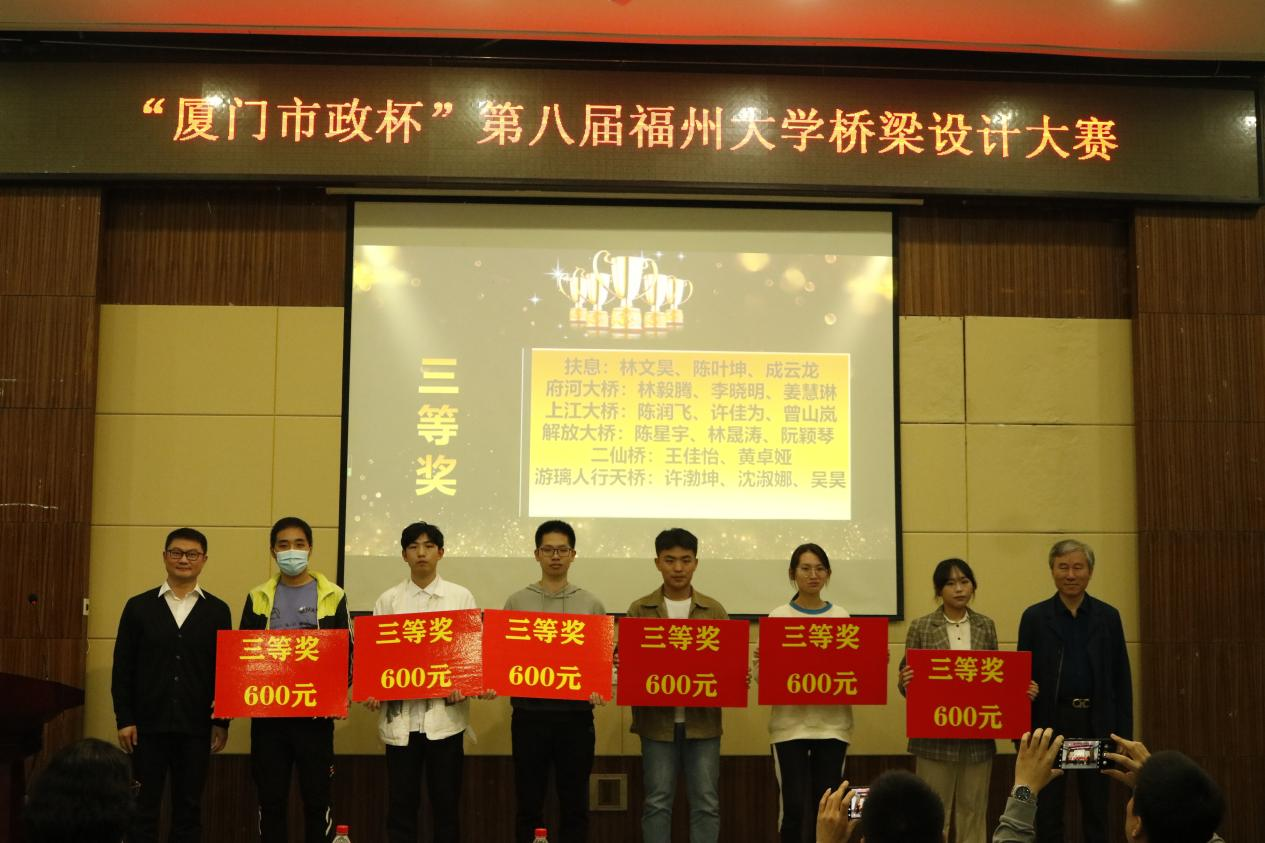 “厦门市政杯”第八届福州大学桥梁设计大赛
三等奖
扶息：林文昊、陈叶坤、成云龙
府河大桥：林毅腾、李晓明、姜慧琳
上江大桥：陈润飞、许佳为、曾山岚
解放大桥：陈星宇、林晟涛、阮颖琴
二仙桥：王佳怡、黄卓娅
游璃人行天桥：许渤坤、沈淑娜、吴昊
三等奖
600元
三等奖
600元
三等奖
600元
三等奖
600元
三等奖
600元
三等奖
600元